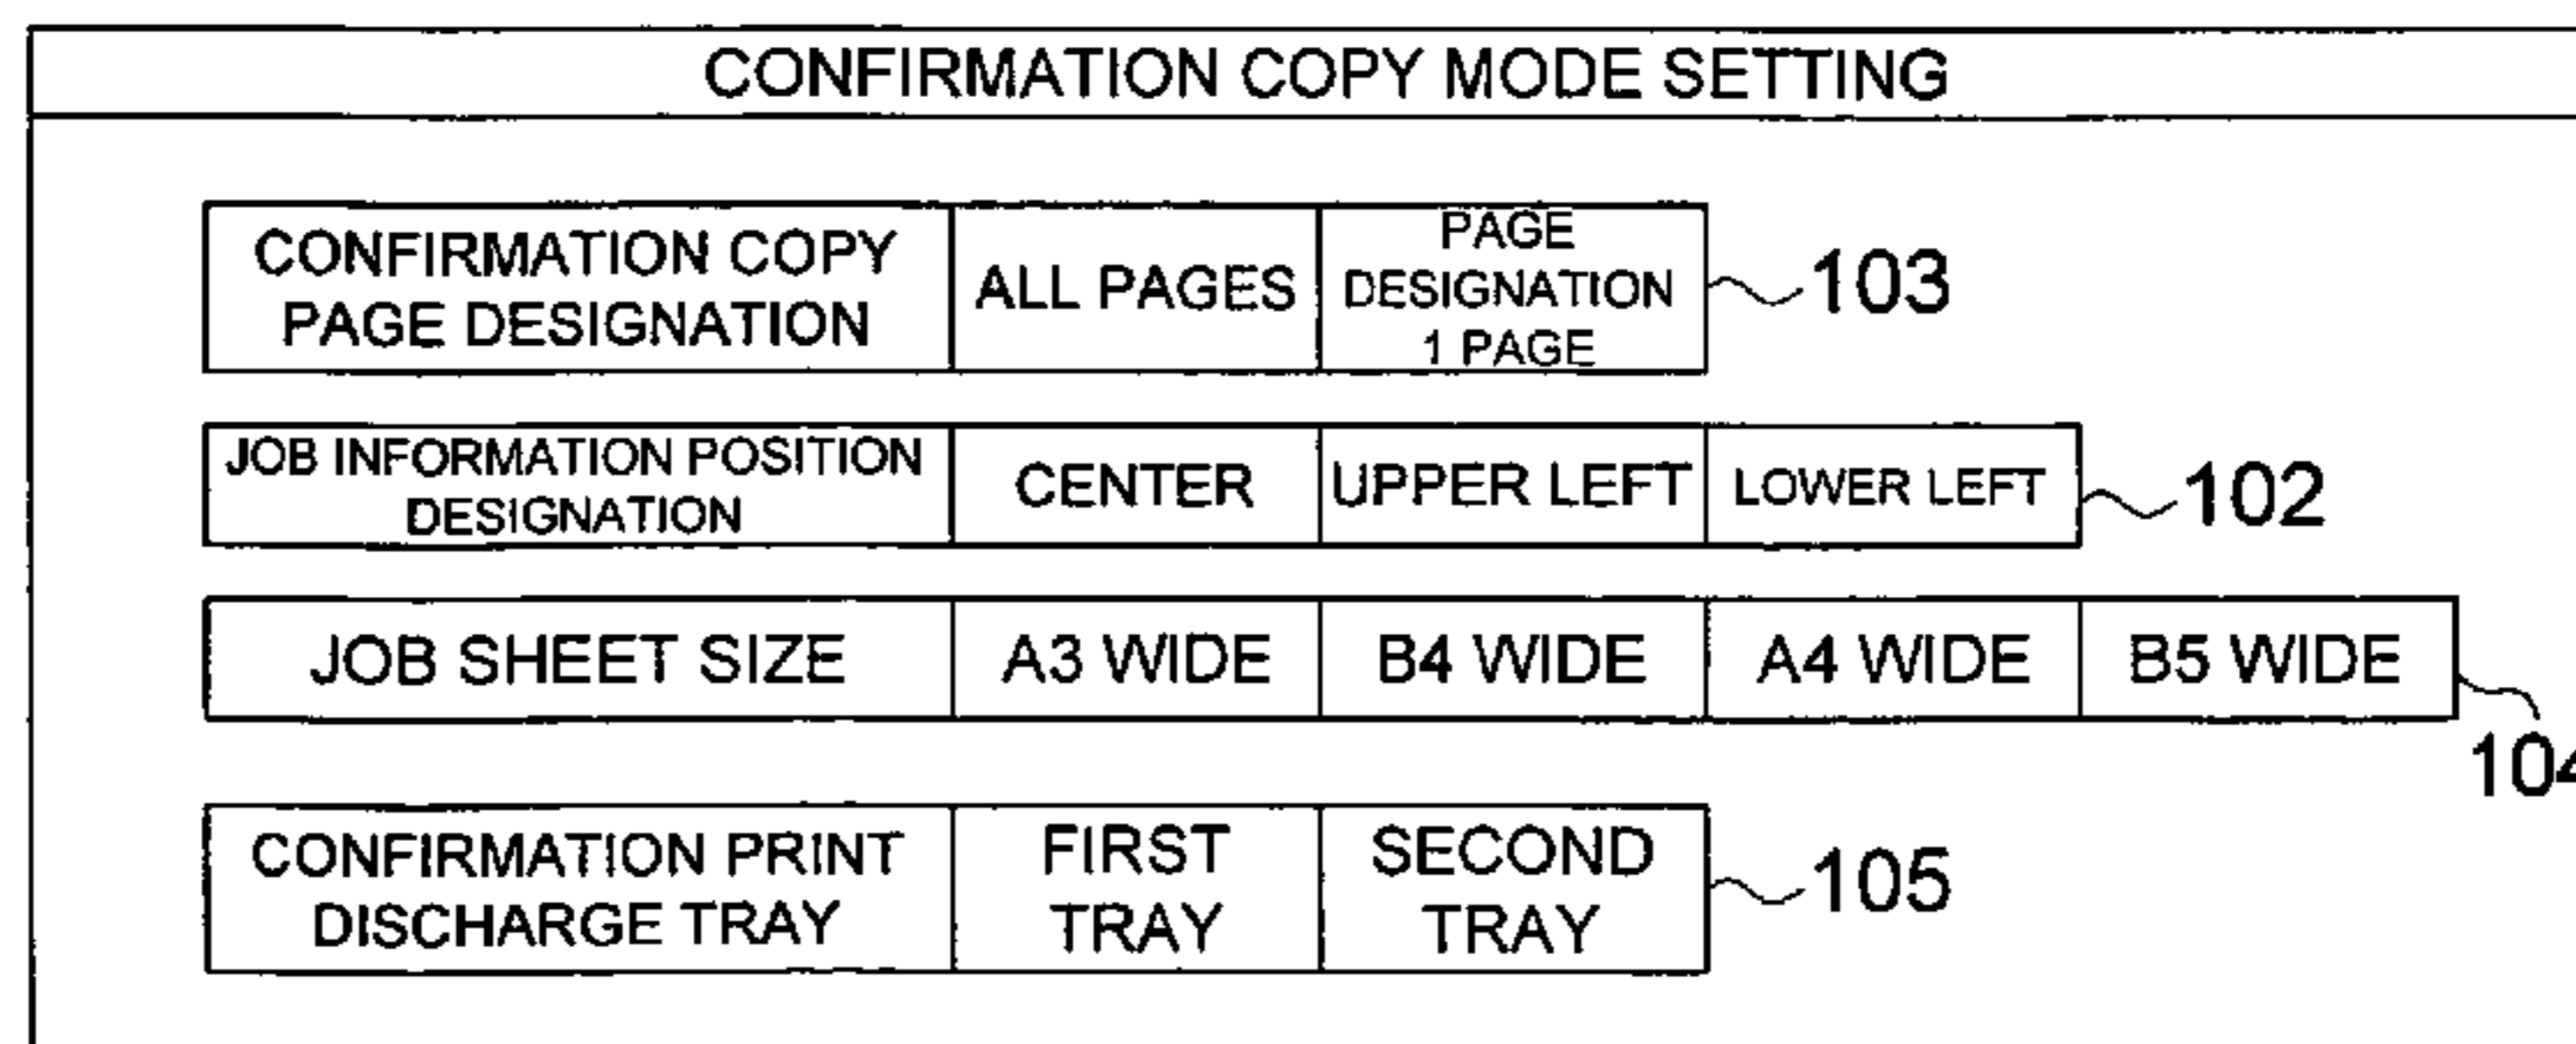 CONFIRMATION COPY MODE SETTING
CONFIRMATION COPY
PAGE DESIGNATION
ALL PAGES
PAGE
DESIGNATION
1 PAGE
103
JOB INFORMATION POSITION
DESIGNATION
CENTER
UPPER LEFT
LOWER LEFT
102
JOB SHEET SIZE
A3 WIDE
B4 WIDE
A4 WIDE
B5 WIDE
104
CONFIRMATION PRINT
DISCHARGE TRAY
FIRST
TRAY
SECOND
TRAY
105